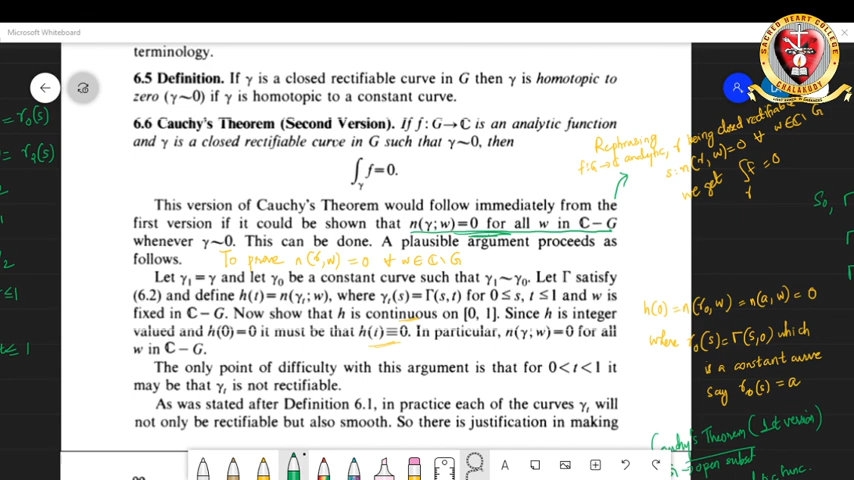 Microsoft Whiteboard
terminology.
6.5 Definition. If γ is a closed rectifiable curve in G then γ is homotopic to
zero (γ~0) if γ is homotopic to a constant curve.
6.6 Cauchy's Theorem (Second Version). If f: G→ℂ is an analytic function
and γ is a closed rectifiable curve in G such that γ~0, then
∫γ f=0.
This version of Cauchy's Theorem would follow immediately from the
first version if it could be shown that n(γ; w)=0 for all w in ℂ−G
whenever γ~0. This can be done. A plausible argument proceeds as
follows.
To prove n(γ, w)=0 ∀ w∈ℂ\G
Let γ₁=γ and let γ₀ be a constant curve such that γ₁~γ₀. Let Γ satisfy
(6.2) and define h(t)=n(γₜ; w), where γₜ(s)=Γ(s, t) for 0≤s, t≤1 and w is
fixed in ℂ−G. Now show that h is continuous on [0, 1]. Since h is integer
valued and h(0)=0 it must be that h(t)≡0. In particular, n(γ; w)=0 for all
w in ℂ−G.
The only point of difficulty with this argument is that for 0<t<1 it
may be that γₜ is not rectifiable.
As was stated after Definition 6.1, in practice each of the curves γₜ will
not only be rectifiable but also smooth. So there is justification in making
= γ₀(s)
= γ₂(s)
≤1
t≤1
Rephrasing
f:G→ℂ analytic, γ being closed rectifiable
s: n(γ, w)=0 ∀ w∈ℂ\G
we get ∫γ f=0
So, Γ
h(0)=n(γ₀, w)=n(a, w)=0
where γ₀(s)=Γ(s,0) which
is a constant curve
say γ₀(s)=a
Cauchy's Theorem (1st version)
open subst
func.
SACRED HEART COLLEGE
CHALAKUDY